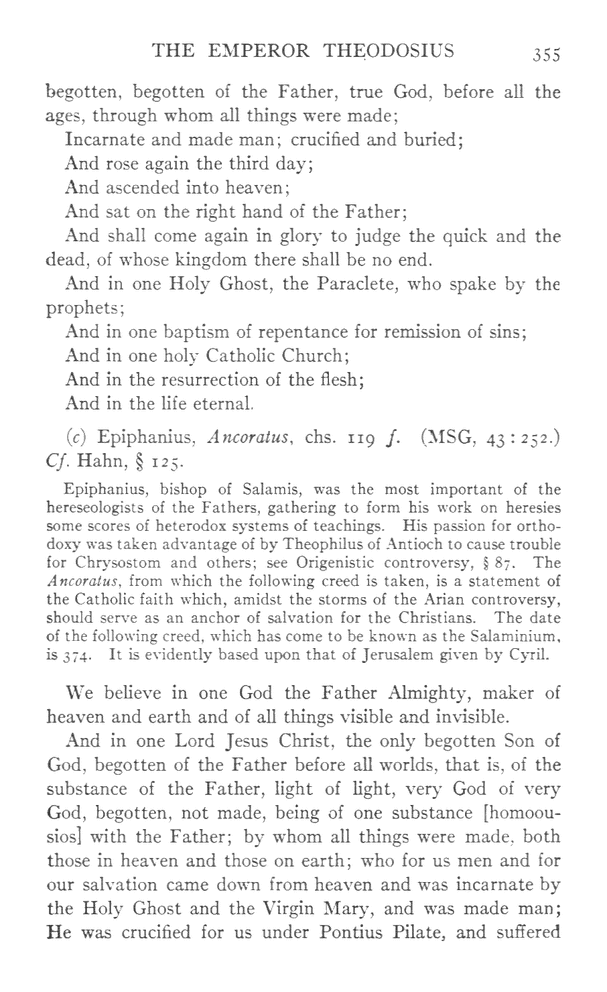 THE EMPEROR THEODOSIUS 355
begotten, begotten of the Father, true God, before all the
ages, through whom all things were made;
Incarnate and made man; crucified and buried;
And rose again the third day;
And ascended into heaven;
And sat on the right hand of the Father;
And shall come again in glory to judge the quick and the
dead, of whose kingdom there shall be no end.
And in one Holy Ghost, the Paraclete, who spake by the
prophets;
And in one baptism of repentance for remission of sins;
And in one holy Catholic Church;
And in the resurrection of the flesh;
And in the life eternal.
(c) Epiphanius, Ancoratus, chs. 119 f. (MSG, 43 : 252.)
Cf. Hahn, § 125.
Epiphanius, bishop of Salamis, was the most important of the
hereseologists of the Fathers, gathering to form his work on heresies
some scores of heterodox systems of teachings. His passion for ortho-
doxy was taken advantage of by Theophilus of Antioch to cause trouble
for Chrysostom and others; see Origenistic controversy, § 87. The
Ancoratus, from which the following creed is taken, is a statement of
the Catholic faith which, amidst the storms of the Arian controversy,
should serve as an anchor of salvation for the Christians. The date
of the following creed, which has come to be known as the Salaminium,
is 374. It is evidently based upon that of Jerusalem given by Cyril.
We believe in one God the Father Almighty, maker of
heaven and earth and of all things visible and invisible.
And in one Lord Jesus Christ, the only begotten Son of
God, begotten of the Father before all worlds, that is, of the
substance of the Father, light of light, very God of very
God, begotten, not made, being of one substance [homoou-
sios] with the Father; by whom all things were made, both
those in heaven and those on earth; who for us men and for
our salvation came down from heaven and was incarnate by
the Holy Ghost and the Virgin Mary, and was made man;
He was crucified for us under Pontius Pilate, and suffered